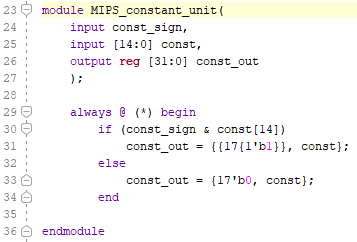 23 module MIPS_constant_unit(
24 input const_sign,
25 input [14:0] const,
26 output reg [31:0] const_out
27 );
28
29 always @ (*) begin
30 if (const_sign & const[14])
31 const_out = {{17{1'b1}}, const};
32 else
33 const_out = {17'b0, const};
34 end
35
36 endmodule